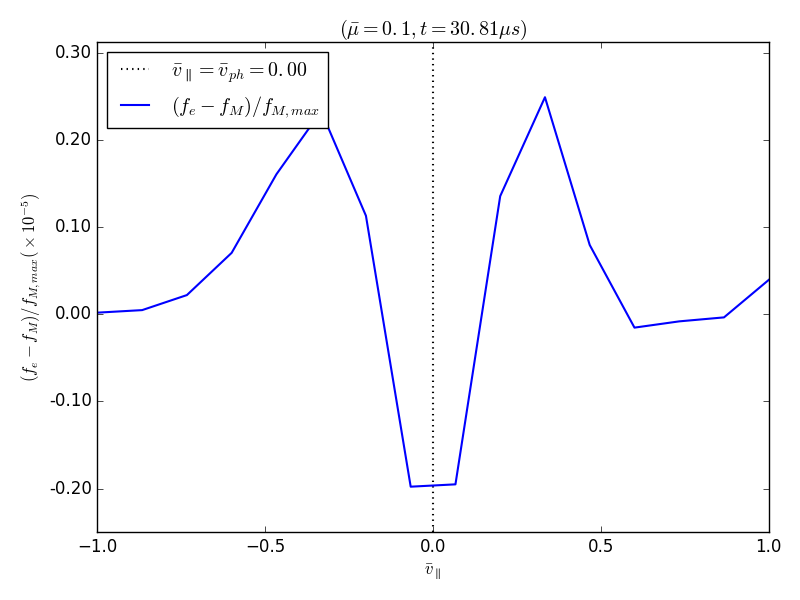 (μ̄ = 0.1, t = 30.81μs)
v̄∥ = v̄ph = 0.00
(fe − fM)/fM,max
0.30
0.20
0.10
0.00
-0.10
-0.20
(fe − fM)/fM,max(×10⁻⁵)
−1.0 −0.5 0.0 0.5 1.0
v̄∥